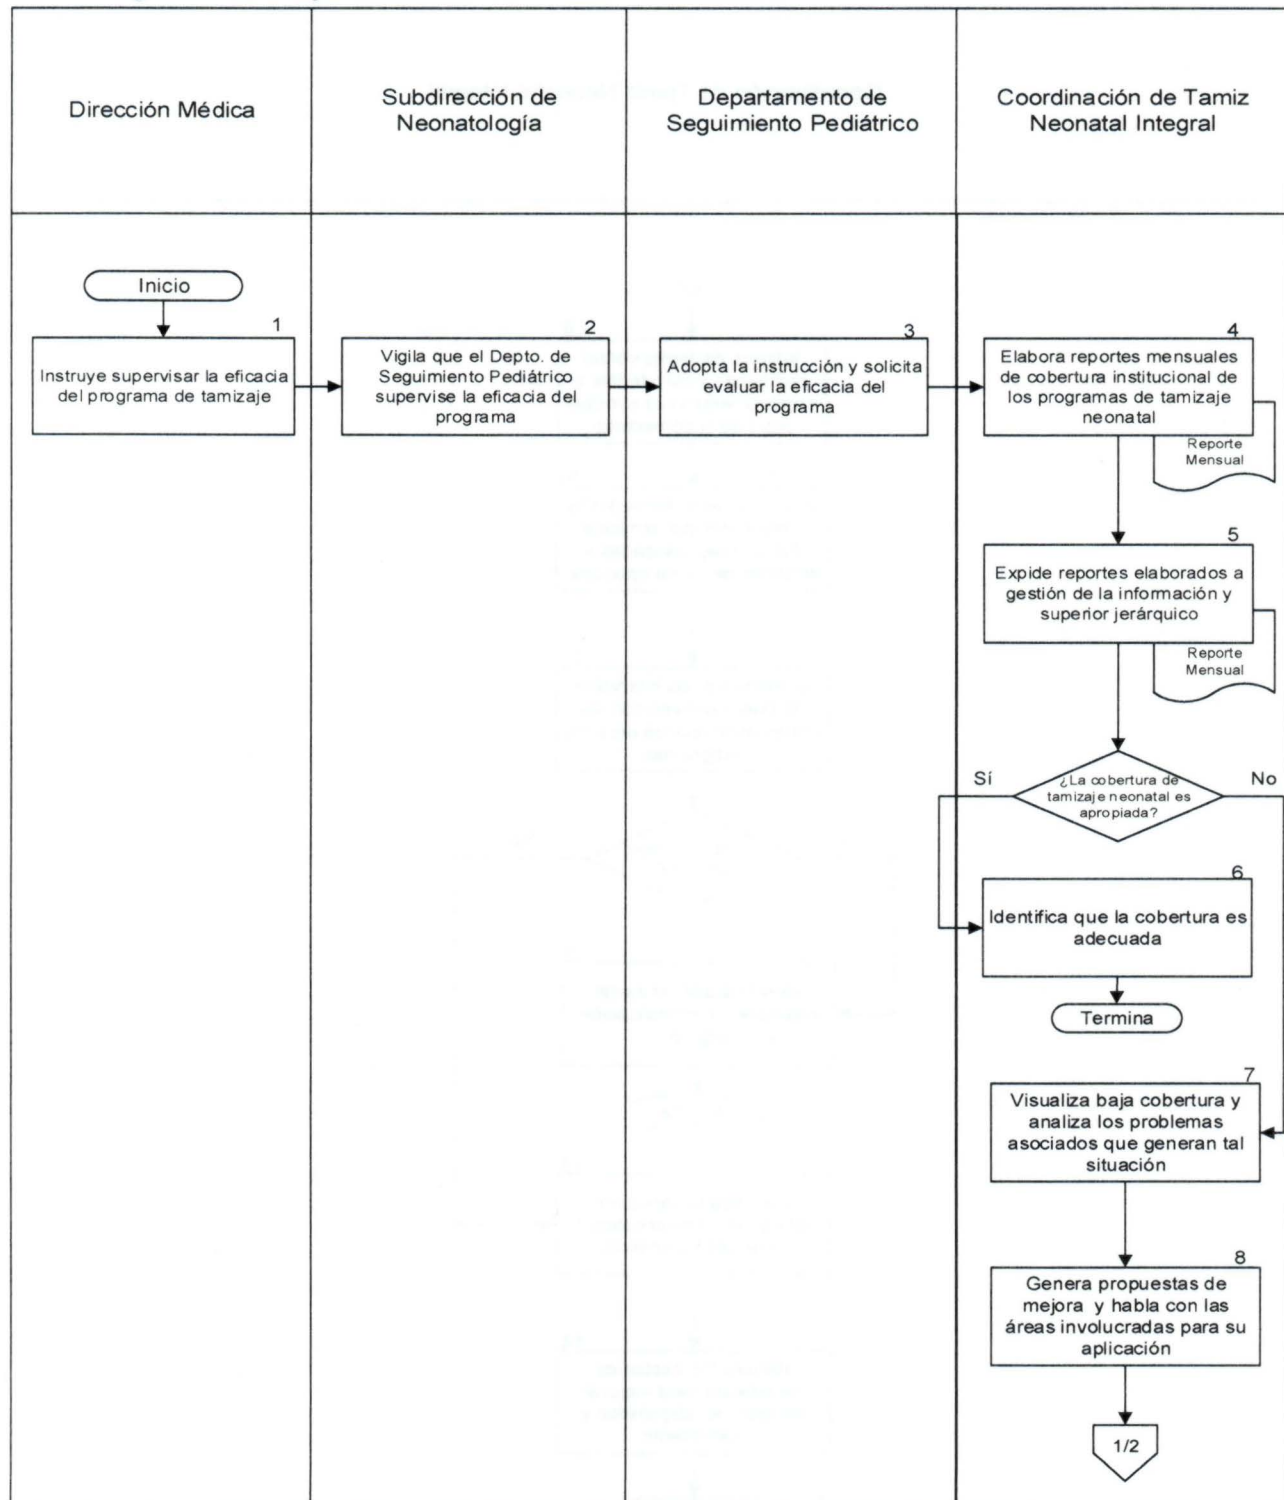 Dirección Médica
Subdirección de
Neonatología
Departamento de
Seguimiento Pediátrico
Coordinación de Tamiz
Neonatal Integral
Inicio
1
Instruye supervisar la eficacia
del programa de tamizaje
2
Vigila que el Depto. de
Seguimiento Pediátrico
supervise la eficacia del
programa
3
Adopta la instrucción y solicita
evaluar la eficacia del
programa
4
Elabora reportes mensuales
de cobertura institucional de
los programas de tamizaje
neonatal
Reporte
Mensual
5
Expide reportes elaborados a
gestión de la información y
superior jerárquico
Reporte
Mensual
¿La cobertura de
tamizaje neonatal es
apropiada?
Sí
No
6
Identifica que la cobertura es
adecuada
Termina
7
Visualiza baja cobertura y
analiza los problemas
asociados que generan tal
situación
8
Genera propuestas de
mejora y habla con las
áreas involucradas para su
aplicación
1/2